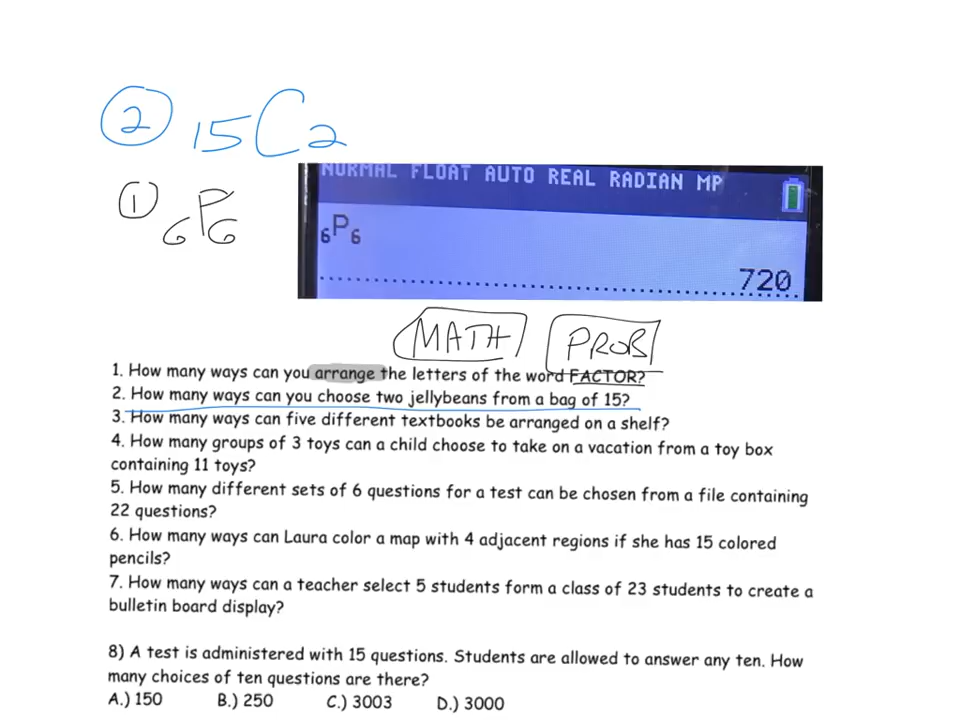 ② 15C2
NORMAL FLOAT AUTO REAL RADIAN MP
① 6P6
6P6
720
MATH PROB
1. How many ways can you arrange the letters of the word FACTOR?
2. How many ways can you choose two jellybeans from a bag of 15?
3. How many ways can five different textbooks be arranged on a shelf?
4. How many groups of 3 toys can a child choose to take on a vacation from a toy box
containing 11 toys?
5. How many different sets of 6 questions for a test can be chosen from a file containing
22 questions?
6. How many ways can Laura color a map with 4 adjacent regions if she has 15 colored
pencils?
7. How many ways can a teacher select 5 students form a class of 23 students to create a
bulletin board display?
8) A test is administered with 15 questions. Students are allowed to answer any ten. How
many choices of ten questions are there?
A.) 150 B.) 250 C.) 3003 D.) 3000